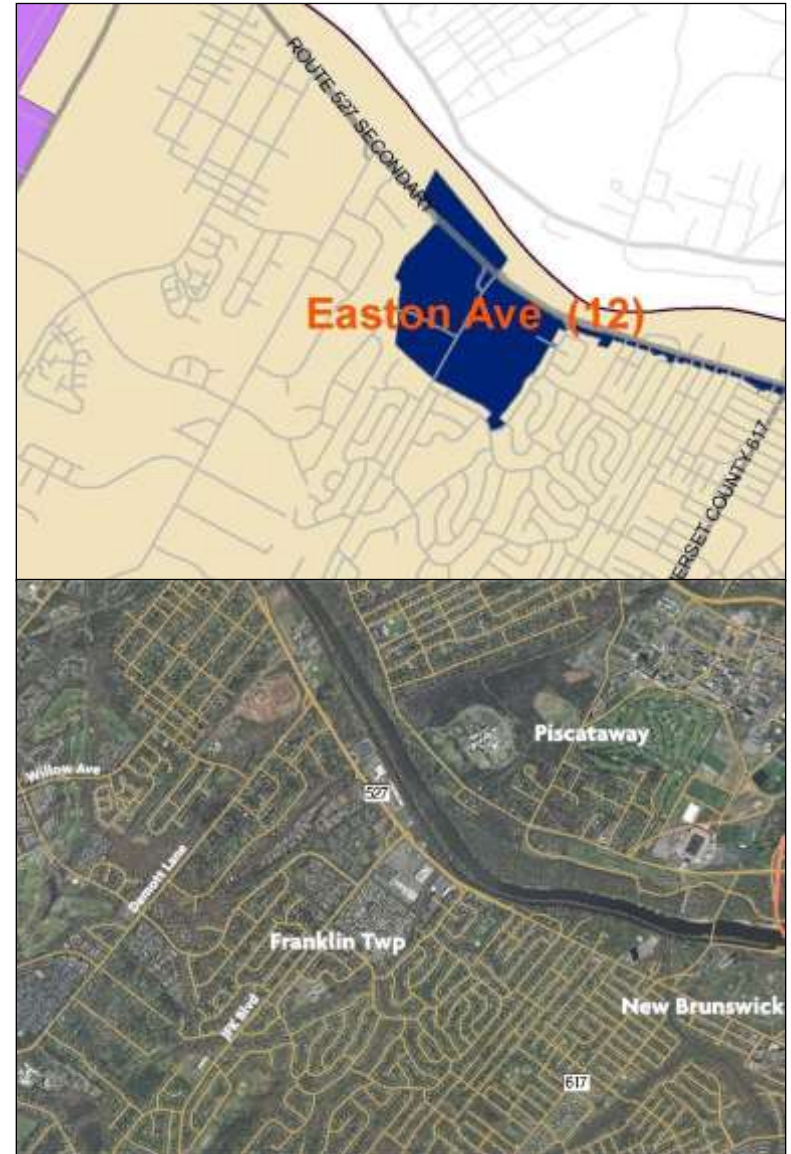 ROUTE 527 SECONDARY
Easton Ave (12)
ERSET COUNTY 617
Piscataway
Willow Ave
527
Demott Lane
Franklin Twp
JFK Blvd
New Brunswick
617